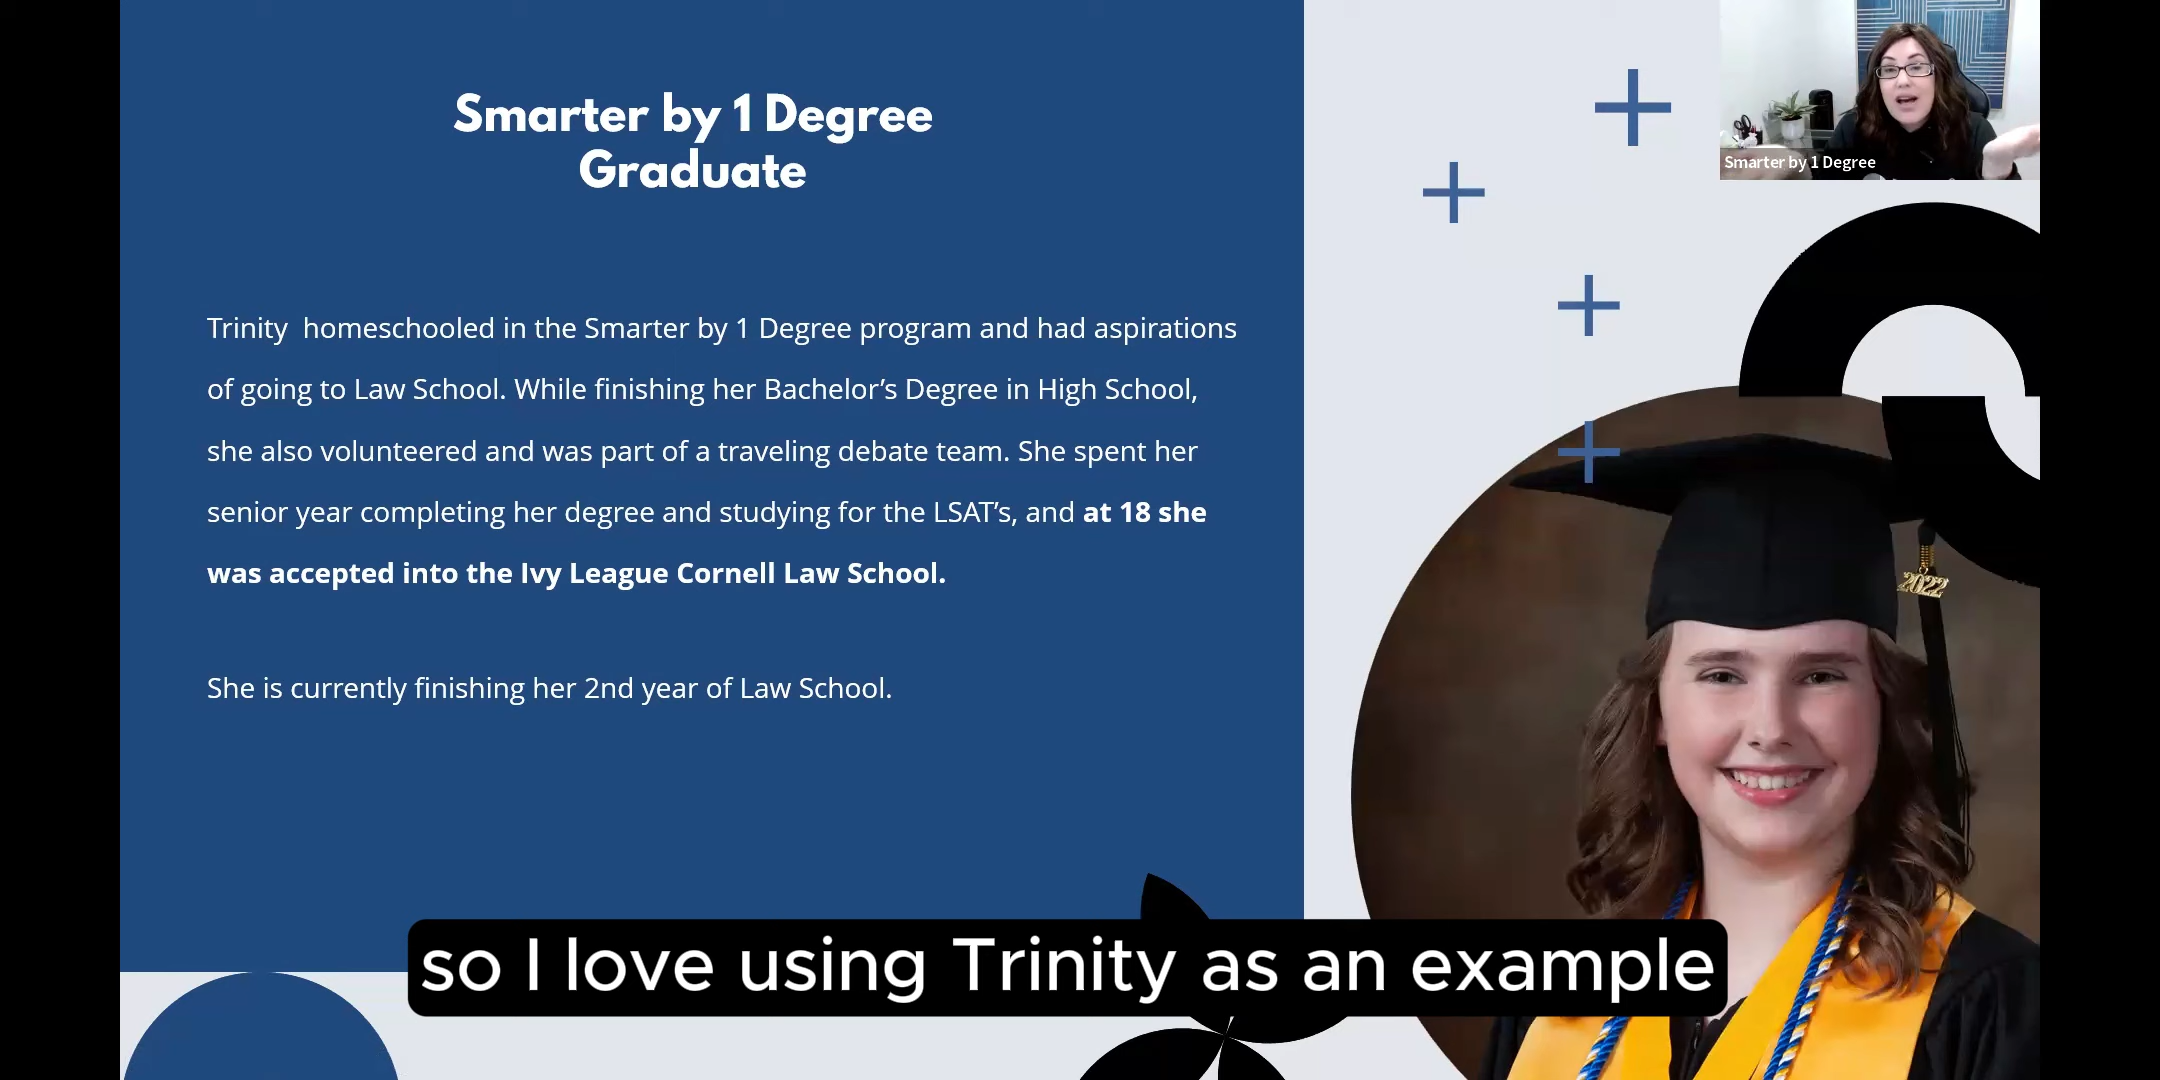 Smarter by 1 Degree
Graduate
Smarter by 1 Degree
Trinity  homeschooled in the Smarter by 1 Degree program and had aspirations
of going to Law School. While finishing her Bachelor’s Degree in High School,
she also volunteered and was part of a traveling debate team. She spent her
senior year completing her degree and studying for the LSAT’s, and at 18 she
was accepted into the Ivy League Cornell Law School.
She is currently finishing her 2nd year of Law School.
2022
so I love using Trinity as an example